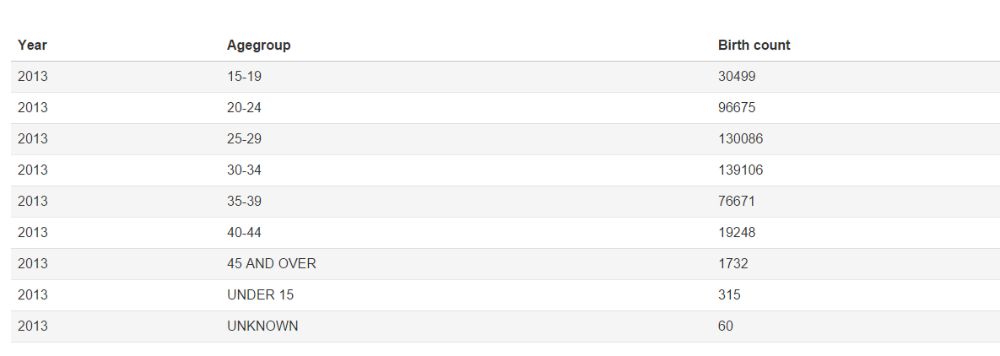 Year Agegroup Birth count
2013 15-19 30499
2013 20-24 96675
2013 25-29 130086
2013 30-34 139106
2013 35-39 76671
2013 40-44 19248
2013 45 AND OVER 1732
2013 UNDER 15 315
2013 UNKNOWN 60